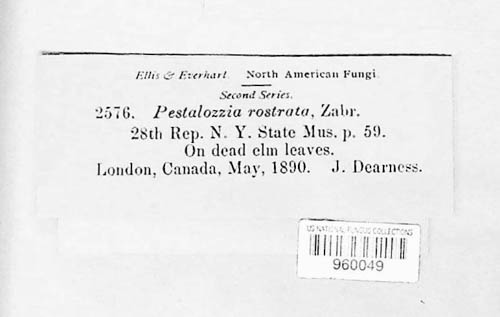 Ellis & Everhart. North American Fungi.
Second Series.
2576. Pestalozzia rostrata, Zabr.
28th Rep. N. Y. State Mus. p. 59.
On dead elm leaves.
London, Canada, May, 1890. J. Dearness.
US NATIONAL FUNGUS COLLECTIONS
960049